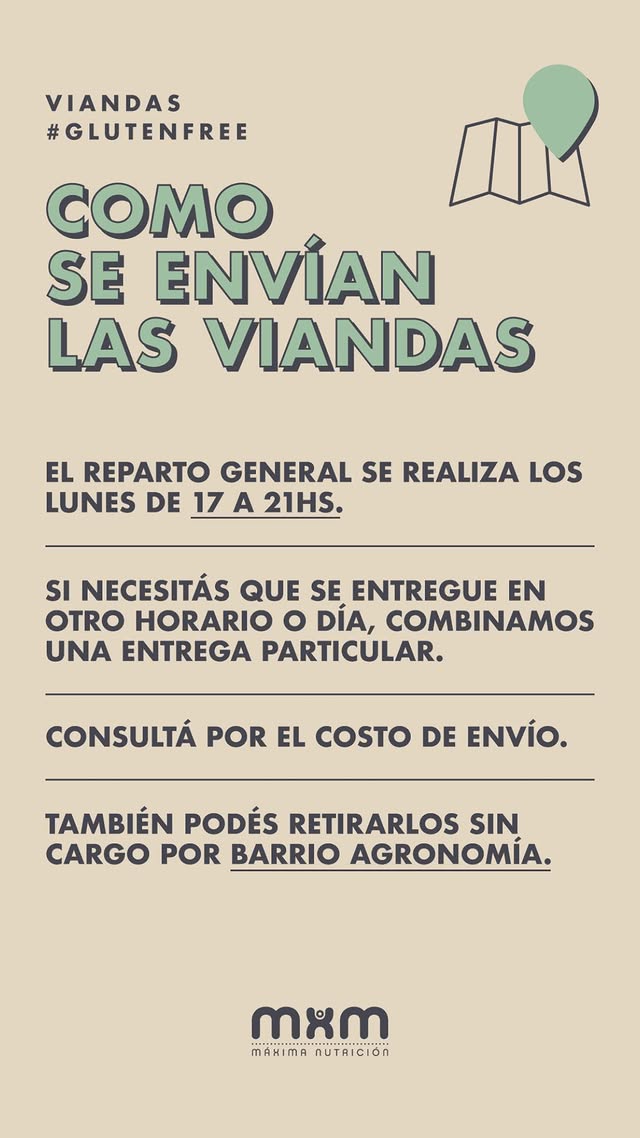 VIANDAS
#GLUTENFREE
COMO
SE ENVÍAN
LAS VIANDAS
EL REPARTO GENERAL SE REALIZA LOS
LUNES DE 17 A 21HS.
SI NECESITÁS QUE SE ENTREGUE EN
OTRO HORARIO O DÍA, COMBINAMOS
UNA ENTREGA PARTICULAR.
CONSULTÁ POR EL COSTO DE ENVÍO.
TAMBIÉN PODÉS RETIRARLOS SIN
CARGO POR BARRIO AGRONOMÍA.
mxm
MÁXIMA NUTRICIÓN